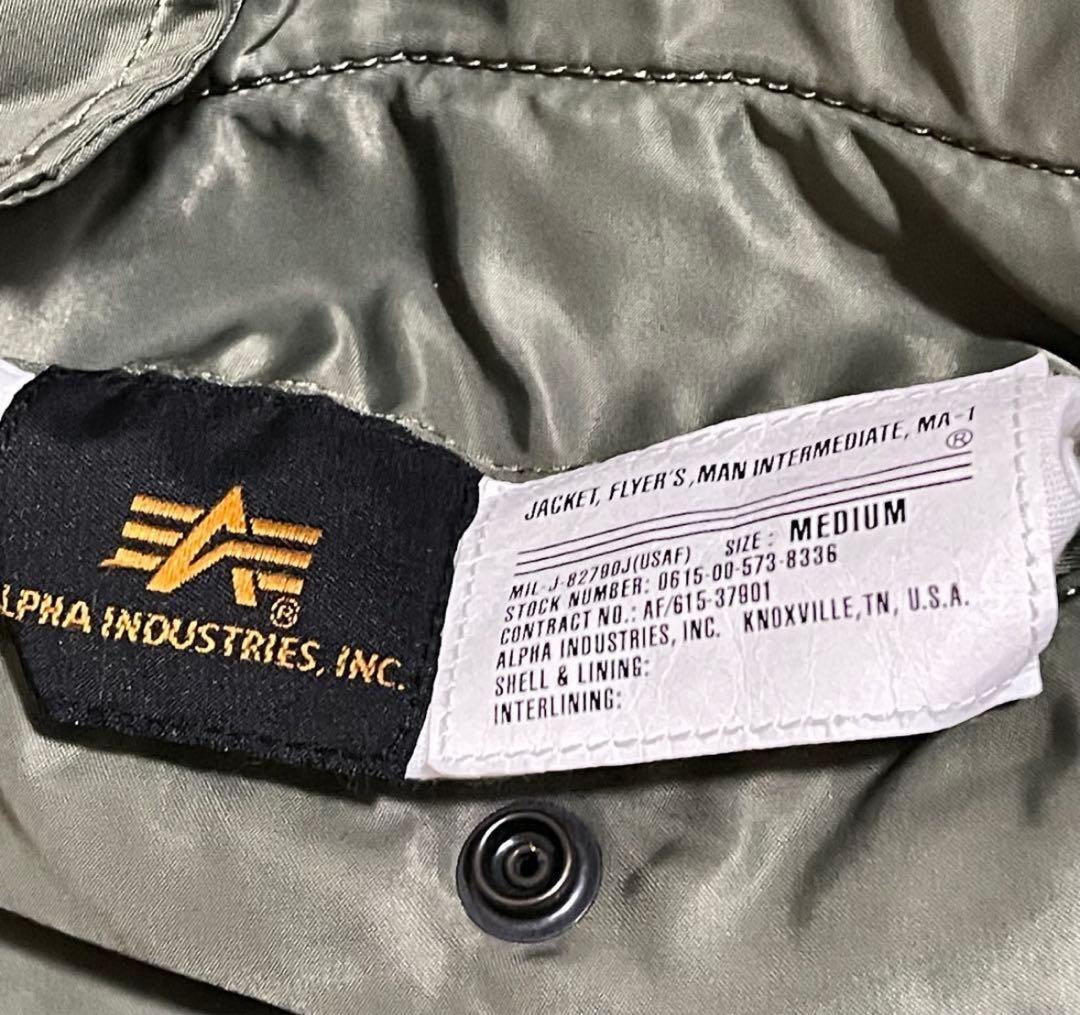 LPHA INDUSTRIES, INC.
®
JACKET, FLYER'S, MAN INTERMEDIATE, MA-1
®
SIZE: MEDIUM
MIL-J-82790J(USAF)
STOCK NUMBER: 0615-00-573-8336
CONTRACT NO.: AF/615-37901
ALPHA INDUSTRIES, INC. KNOXVILLE, TN, U.S.A.
SHELL & LINING:
INTERLINING: